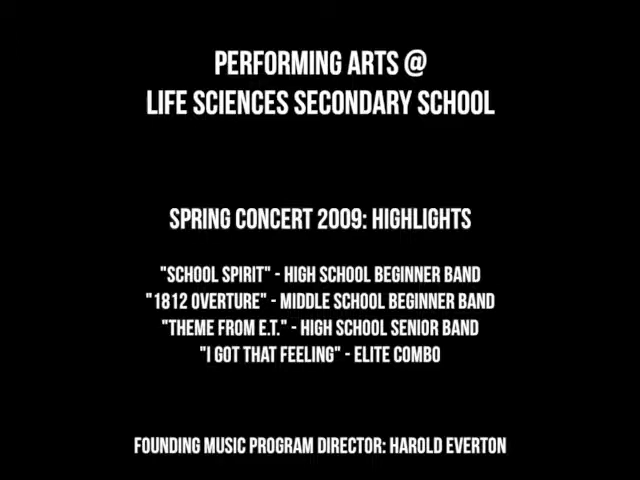 PERFORMING ARTS @
LIFE SCIENCES SECONDARY SCHOOL
SPRING CONCERT 2009: HIGHLIGHTS
"SCHOOL SPIRIT" - HIGH SCHOOL BEGINNER BAND
"1812 OVERTURE" - MIDDLE SCHOOL BEGINNER BAND
"THEME FROM E.T." - HIGH SCHOOL SENIOR BAND
"I GOT THAT FEELING" - ELITE COMBO
FOUNDING MUSIC PROGRAM DIRECTOR: HAROLD EVERTON